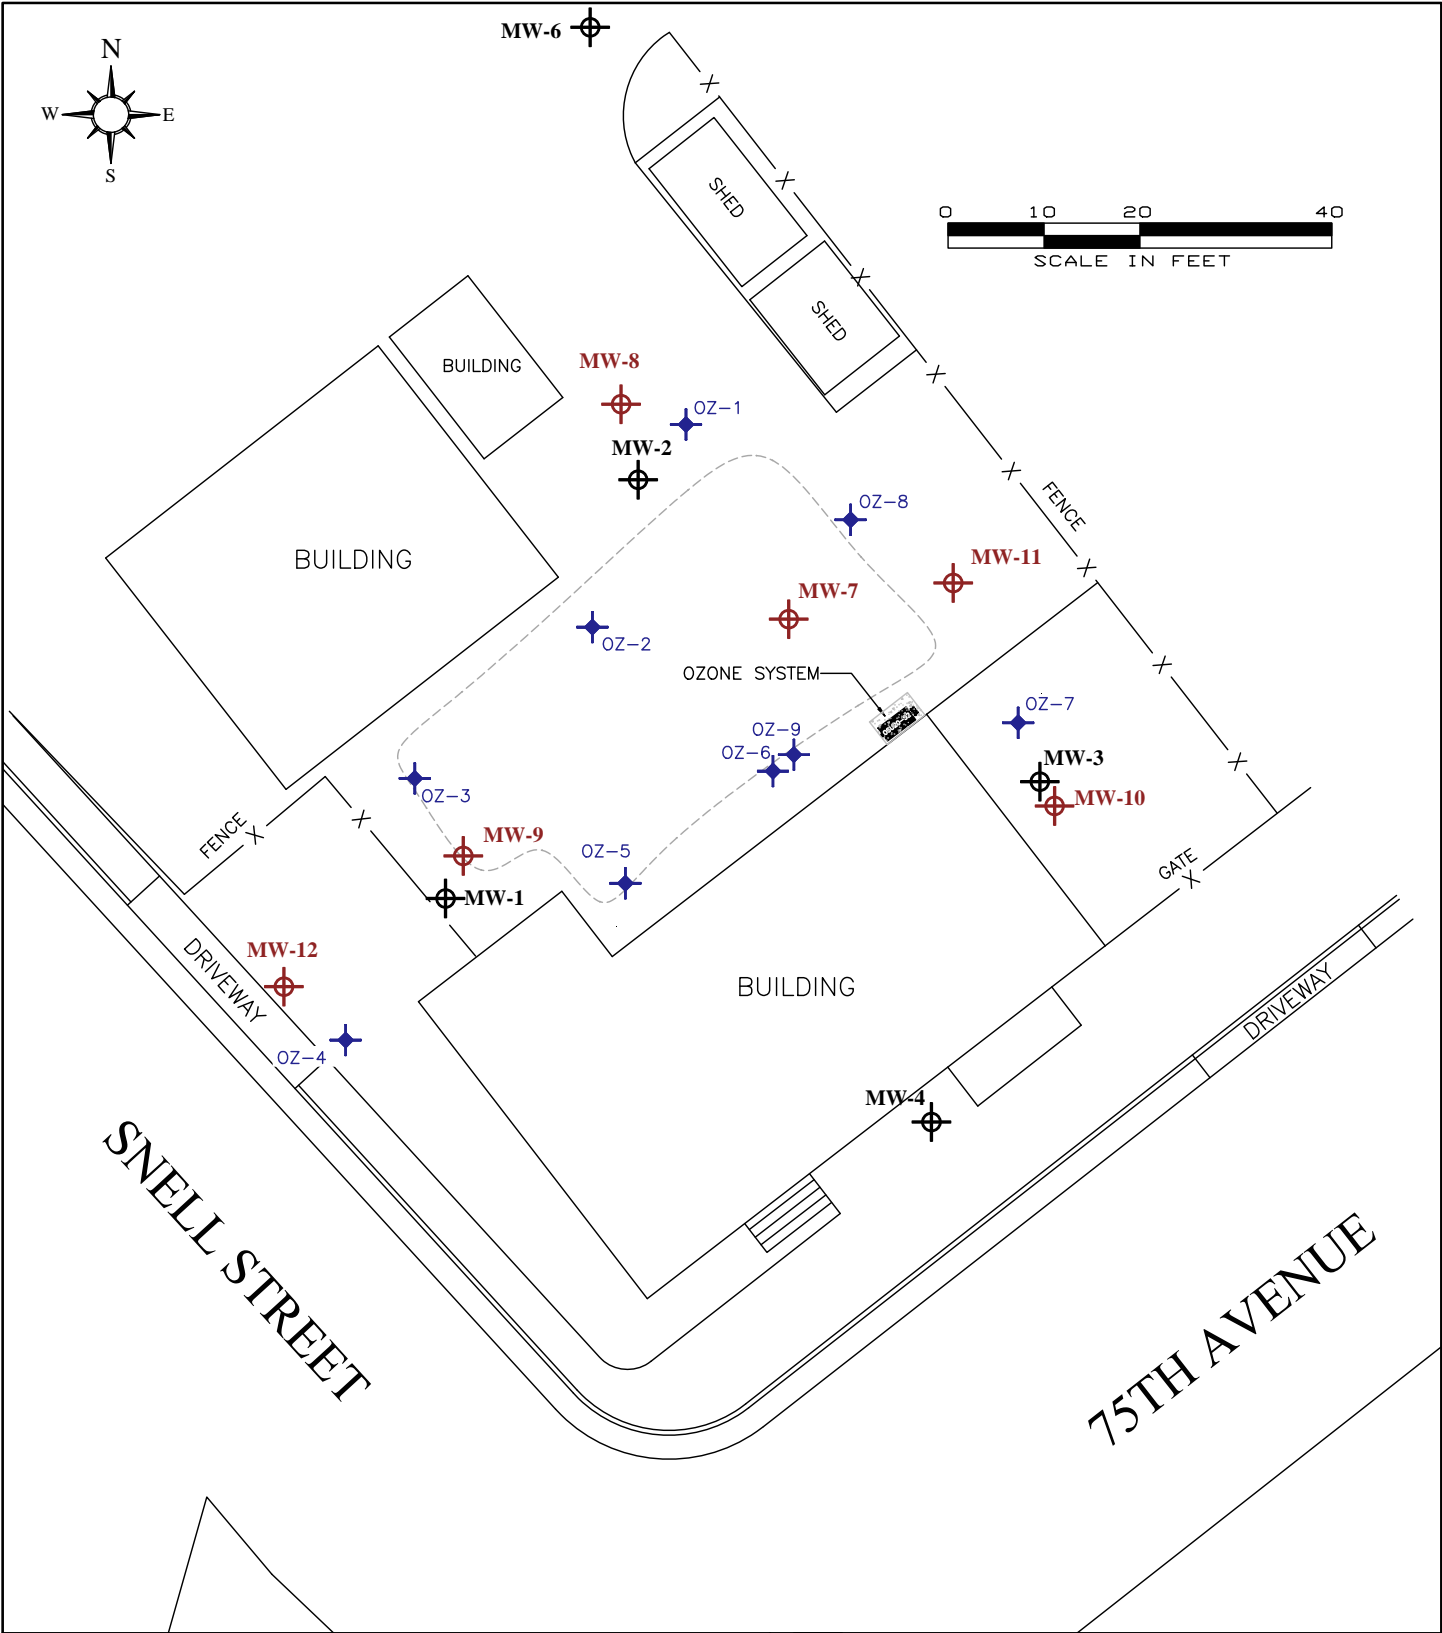 MW-6
N
W
E
S
SHED
0 10 20 40
SCALE IN FEET
SHED
MW-8
BUILDING
OZ-1
MW-2
FENCE
OZ-8
BUILDING
MW-11
MW-7
OZ-2
OZONE SYSTEM
OZ-7
OZ-9
OZ-6
MW-3
OZ-3
MW-10
FENCE
MW-9
OZ-5
GATE
MW-1
MW-12
DRIVEWAY
BUILDING
DRIVEWAY
OZ-4
MW-4
SNELL STREET
75TH AVENUE